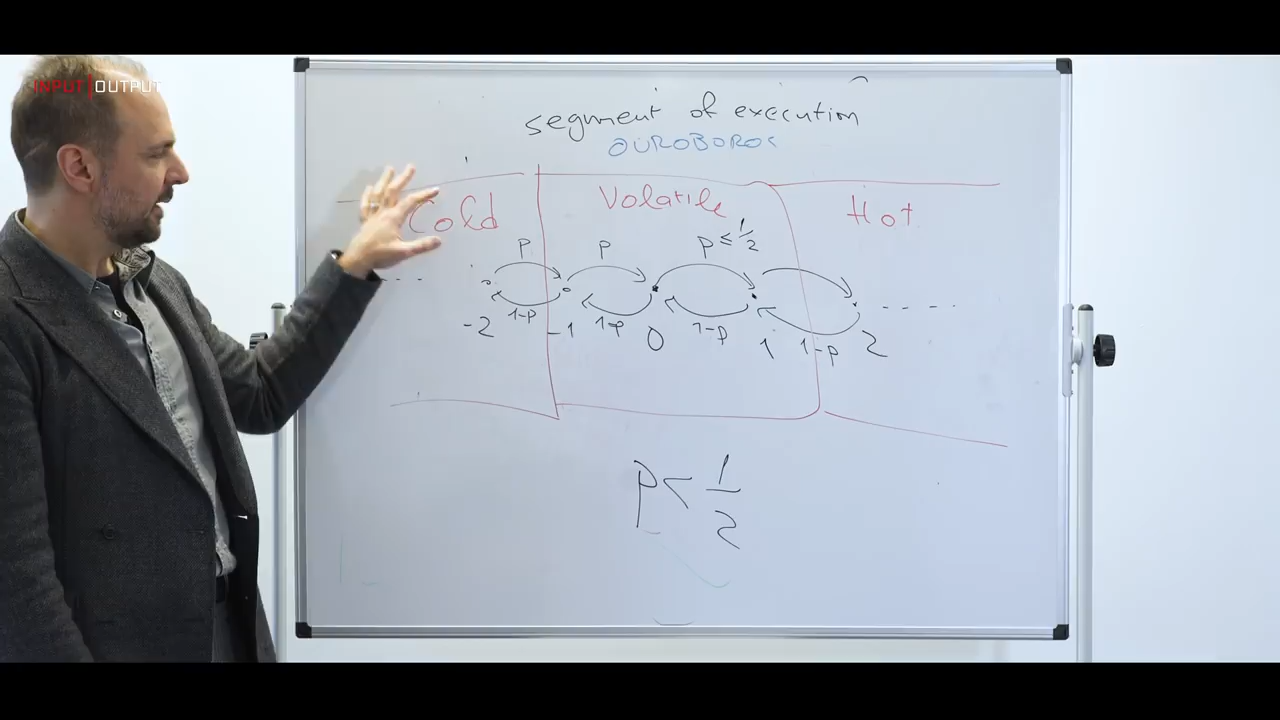 INPUT|OUTPUT
segment of execution
OUROBOROS
Cold Volatile Hot
p p p ≤ 1/2
1-p 1-p 1-p 1-p
-2 -1 0 1 2
p < 1/2